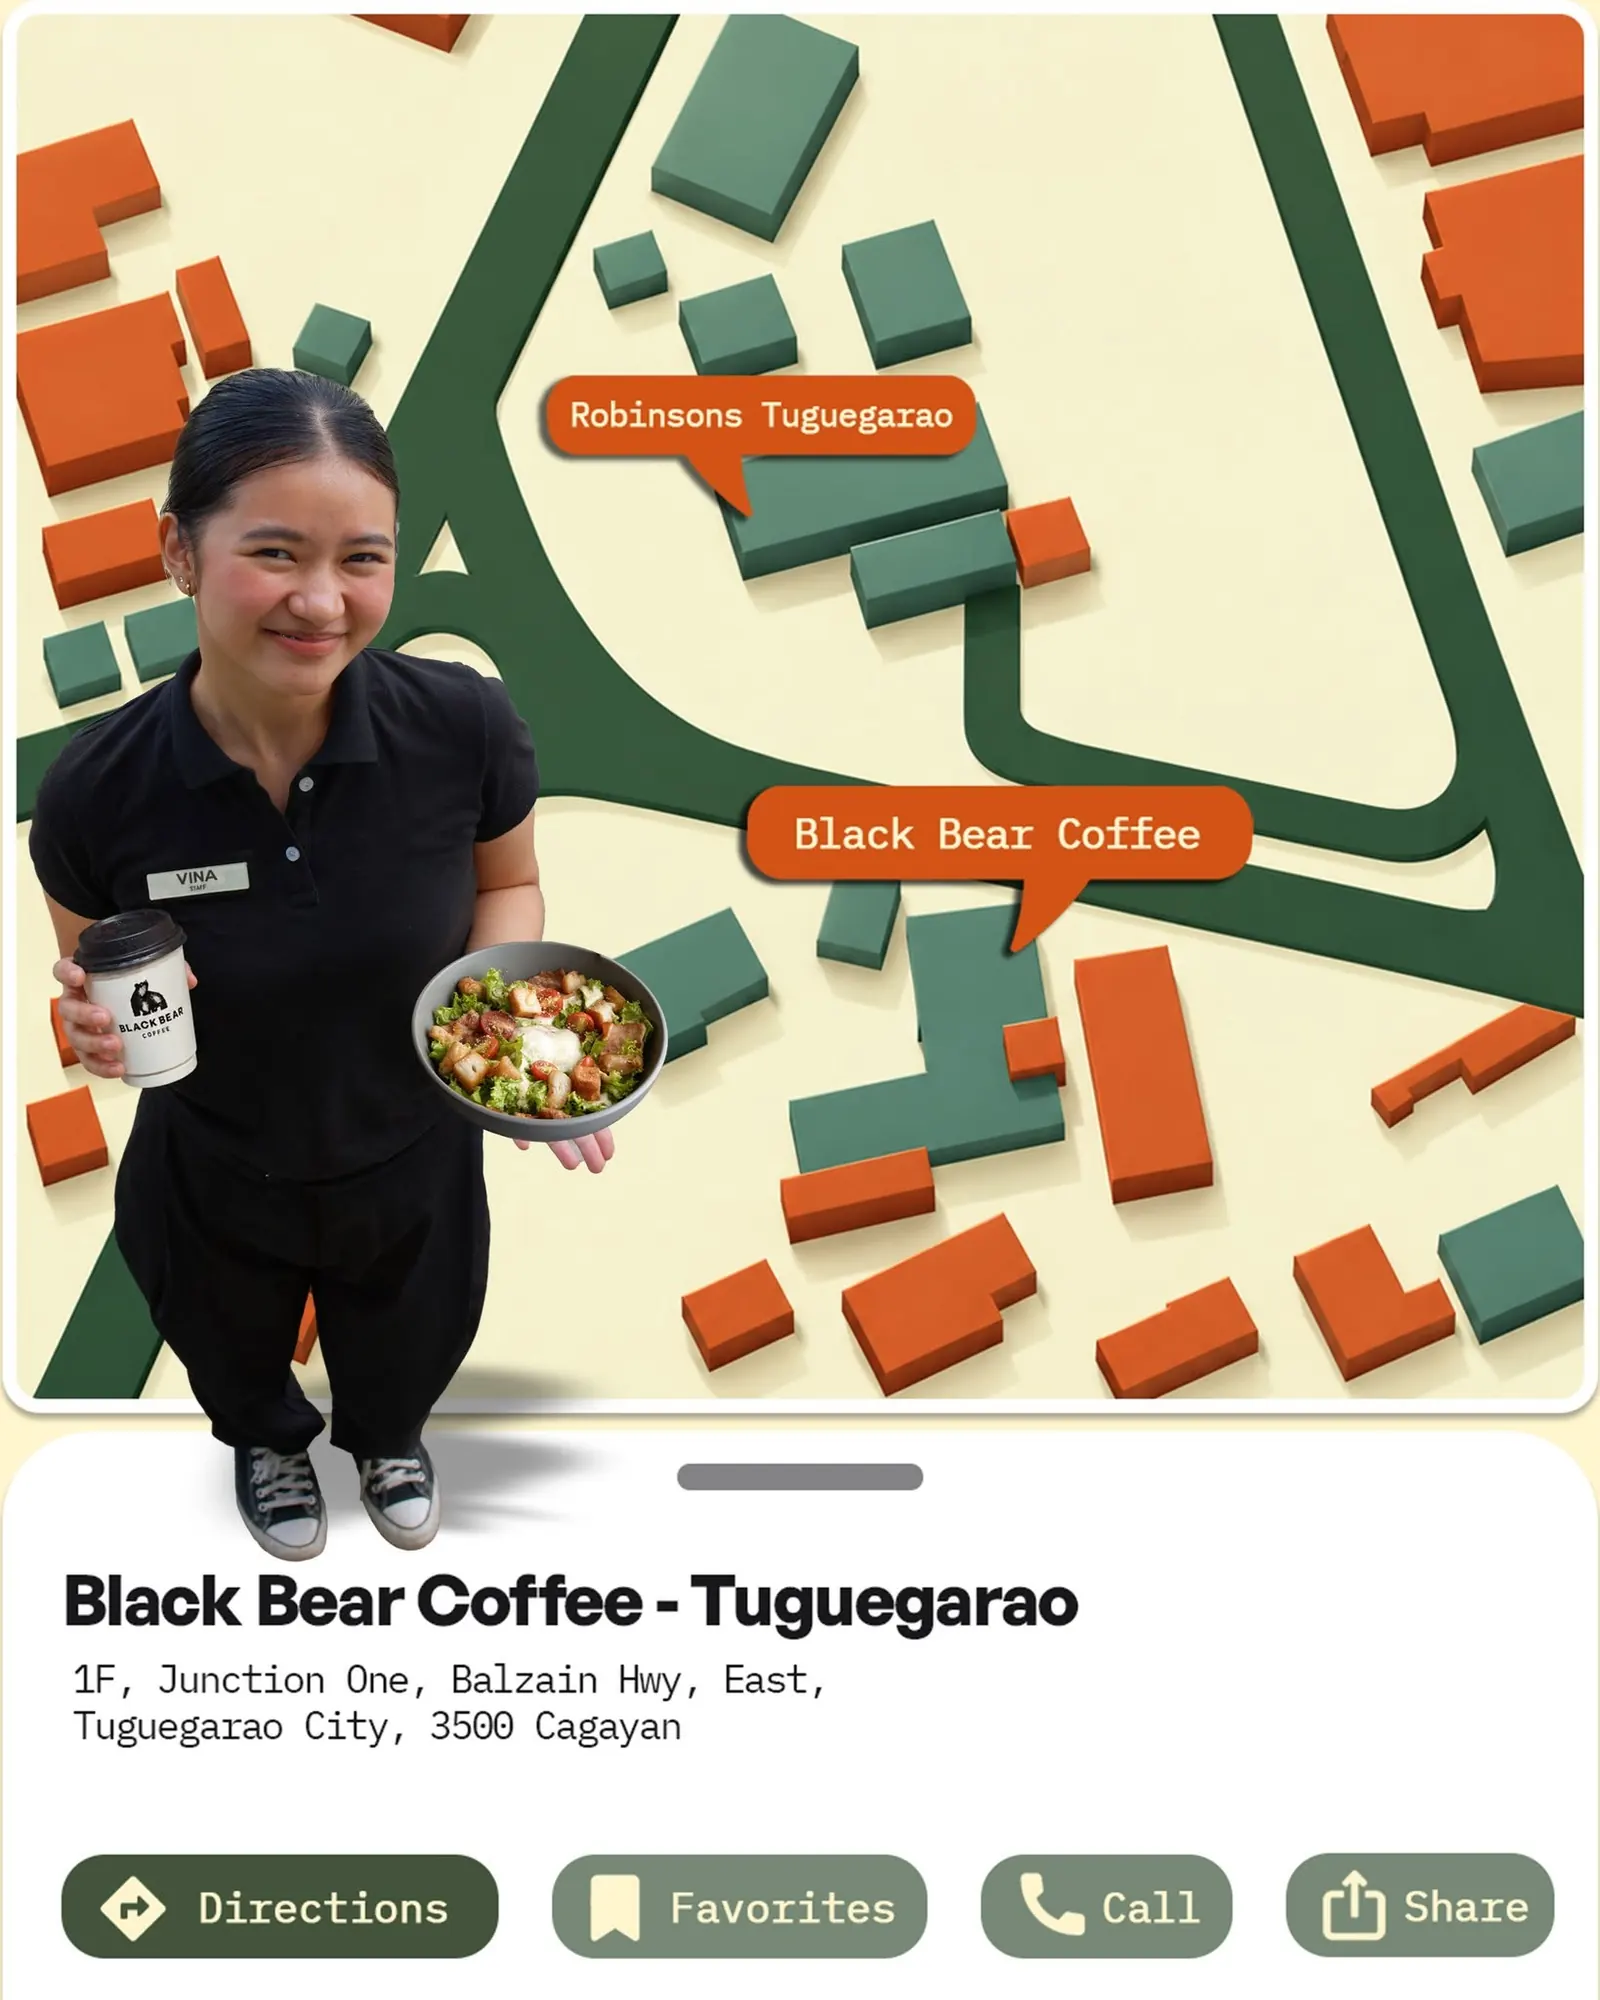 Robinsons Tuguegarao
Black Bear Coffee
VINA
STAFF
BLACK BEAR
COFFEE
Black Bear Coffee - Tuguegarao
1F, Junction One, Balzain Hwy, East,
Tuguegarao City, 3500 Cagayan
Directions
Favorites
Call
Share